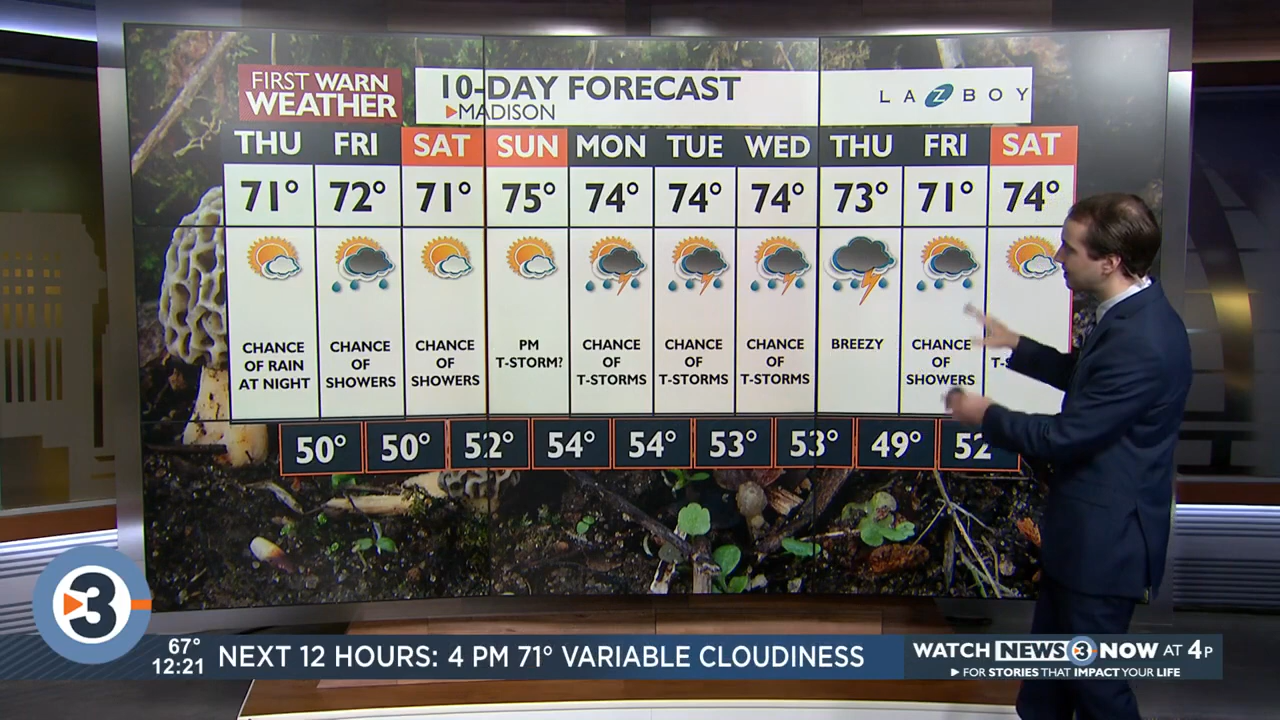 FIRST WARN
WEATHER
10-DAY FORECAST
MADISON
LA Z BOY
THU FRI SAT SUN MON TUE WED THU FRI SAT
71° 72° 71° 75° 74° 74° 74° 73° 71° 74°
CHANCE
OF RAIN
AT NIGHT
CHANCE
OF
SHOWERS
CHANCE
OF
SHOWERS
PM
T-STORM?
CHANCE
OF
T-STORMS
CHANCE
OF
T-STORMS
CHANCE
OF
T-STORMS
BREEZY
CHANCE
OF
SHOWERS
50° 50° 52° 54° 54° 53° 53° 49° 52
3
67°
12:21
NEXT 12 HOURS: 4 PM 71° VARIABLE CLOUDINESS
WATCH NEWS 3 NOW AT 4P
FOR STORIES THAT IMPACT YOUR LIFE